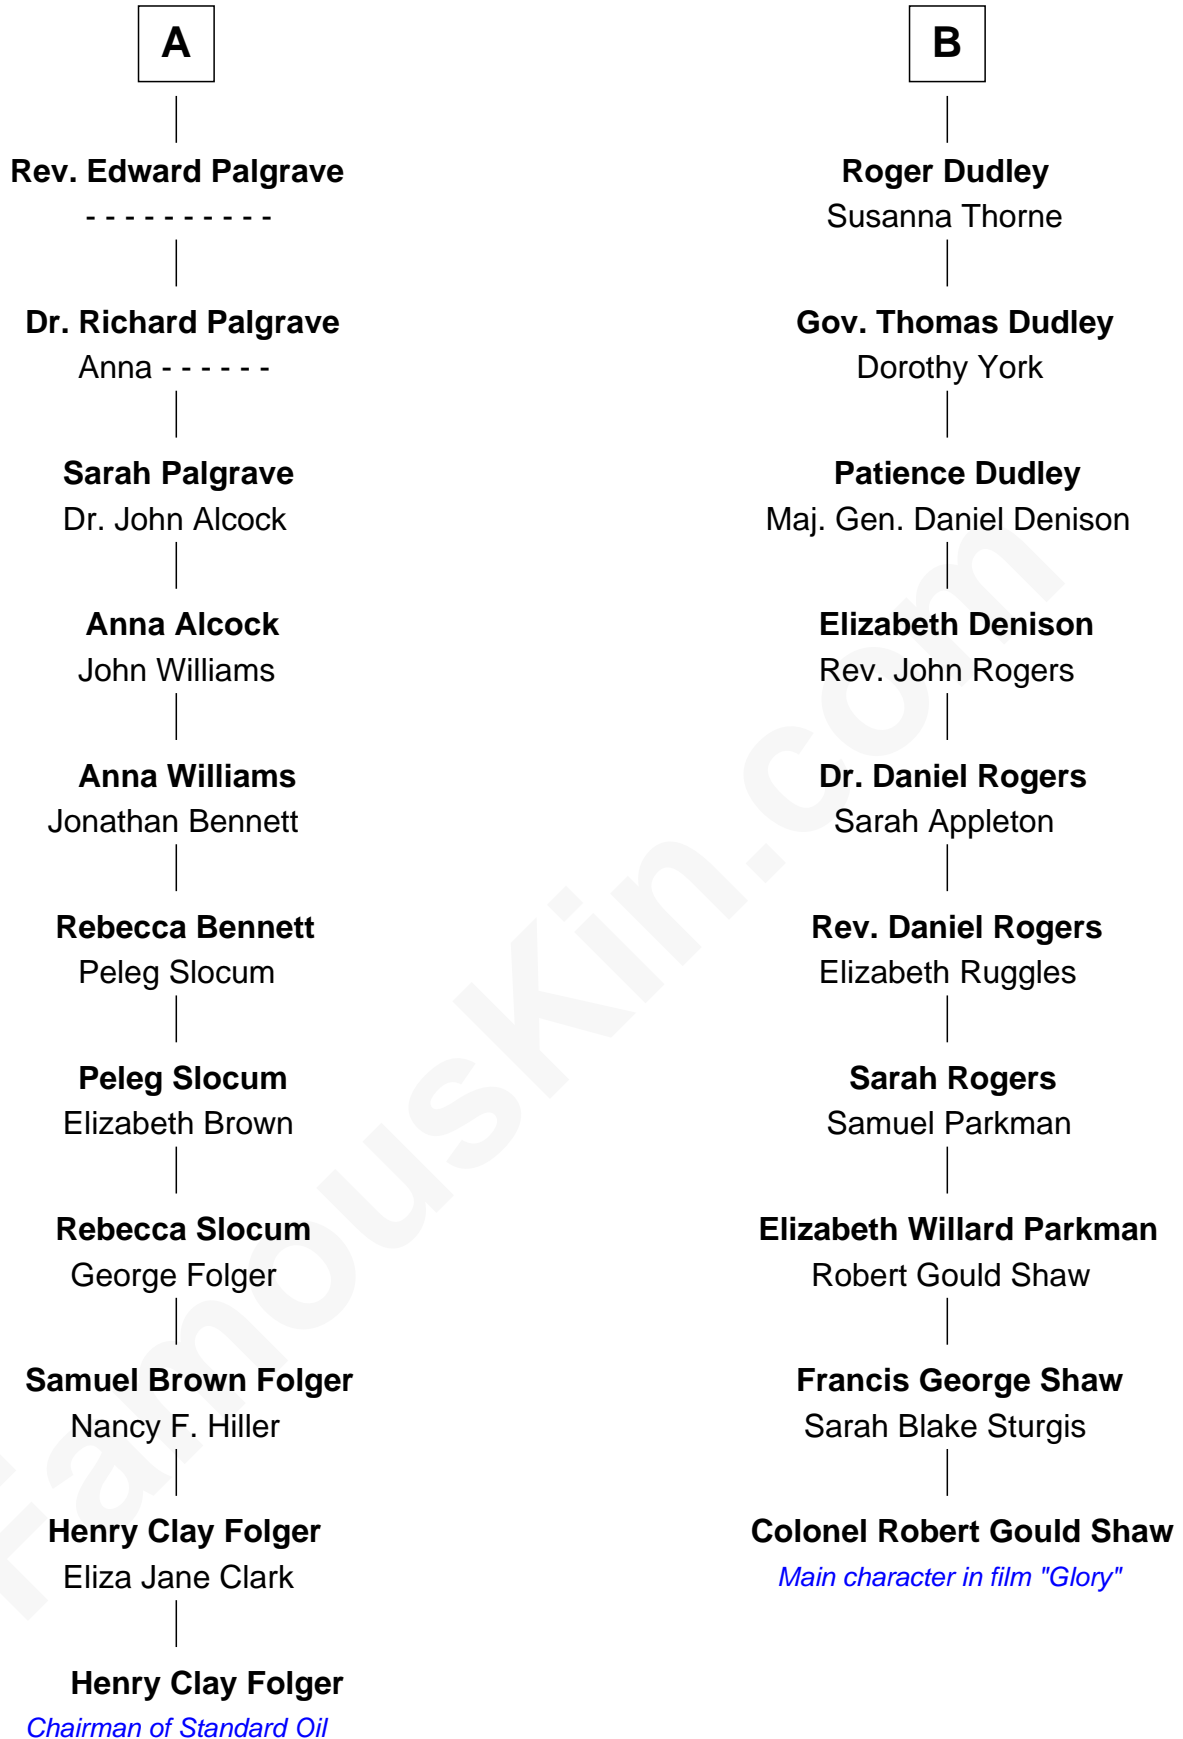 A
Rev. Edward Palgrave
- - - - - - - - - -
Dr. Richard Palgrave
Anna - - - - - -
Sarah Palgrave
Dr. John Alcock
Anna Alcock
John Williams
Anna Williams
Jonathan Bennett
Rebecca Bennett
Peleg Slocum
Peleg Slocum
Elizabeth Brown
Rebecca Slocum
George Folger
Samuel Brown Folger
Nancy F. Hiller
Henry Clay Folger
Eliza Jane Clark
Henry Clay Folger
Chairman of Standard Oil
B
Roger Dudley
Susanna Thorne
Gov. Thomas Dudley
Dorothy York
Patience Dudley
Maj. Gen. Daniel Denison
Elizabeth Denison
Rev. John Rogers
Dr. Daniel Rogers
Sarah Appleton
Rev. Daniel Rogers
Elizabeth Ruggles
Sarah Rogers
Samuel Parkman
Elizabeth Willard Parkman
Robert Gould Shaw
Francis George Shaw
Sarah Blake Sturgis
Colonel Robert Gould Shaw
Main character in film "Glory"
FamousKin.com